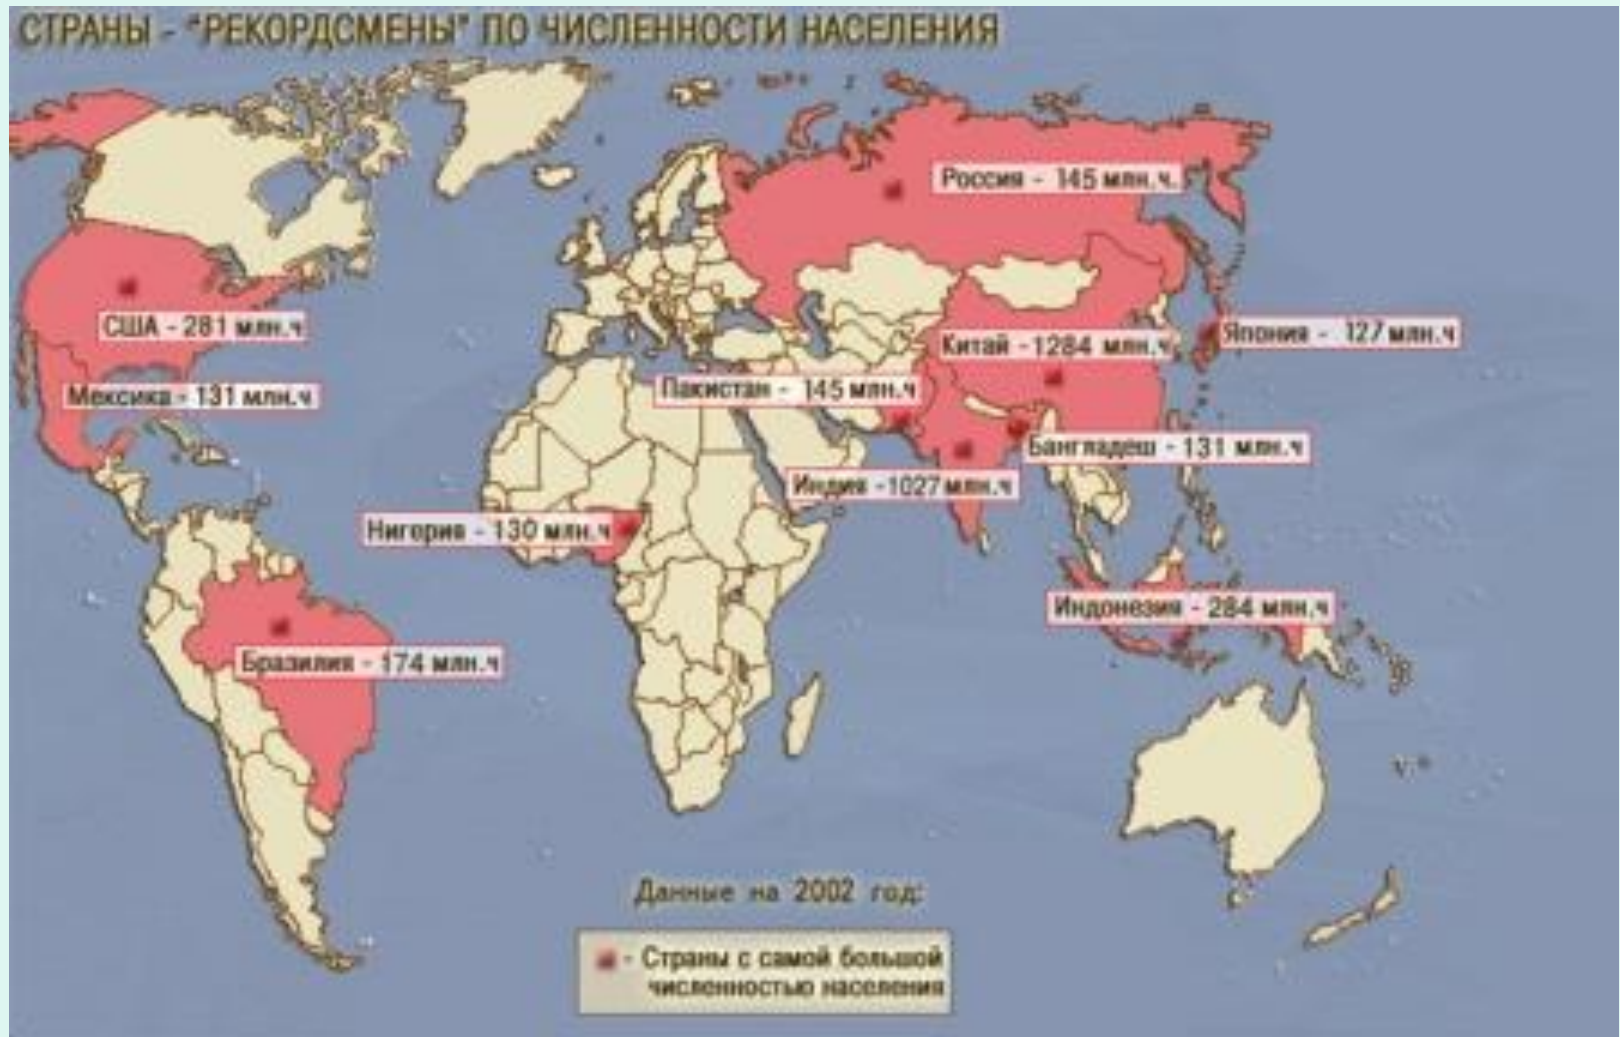 СТРАНЫ - "РЕКОРДСМЕНЫ" ПО ЧИСЛЕННОСТИ НАСЕЛЕНИЯ
Россия - 145 млн.ч.
США - 281 млн.ч
Япония - 127 млн.ч
Китай -1284 млн.ч
Пакистан - 145 млн.ч
Мексика - 131 млн.ч
Бангладеш - 131 млн.ч
Индия -1027 млн.ч
Нигерия - 130 млн.ч
Индонезия - 284 млн.ч
Бразилия - 174 млн.ч
Данные на 2002 год:
- Страны с самой большой
численностью населения